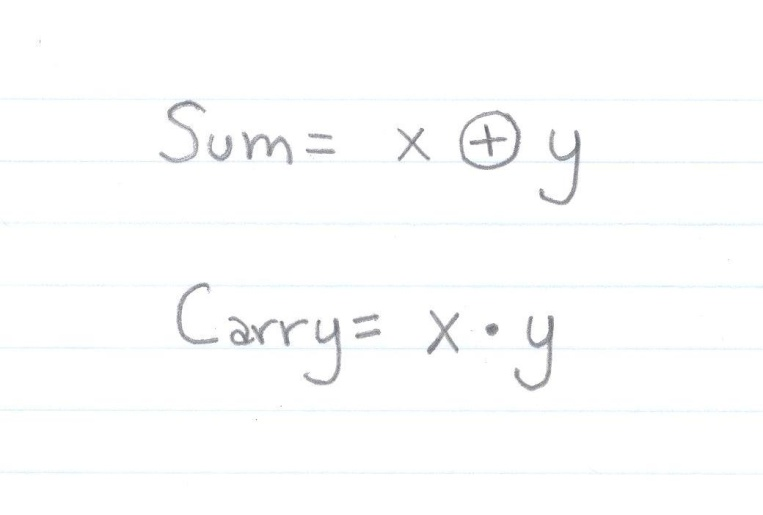 Sum = x ⊕ y
Carry = x • y